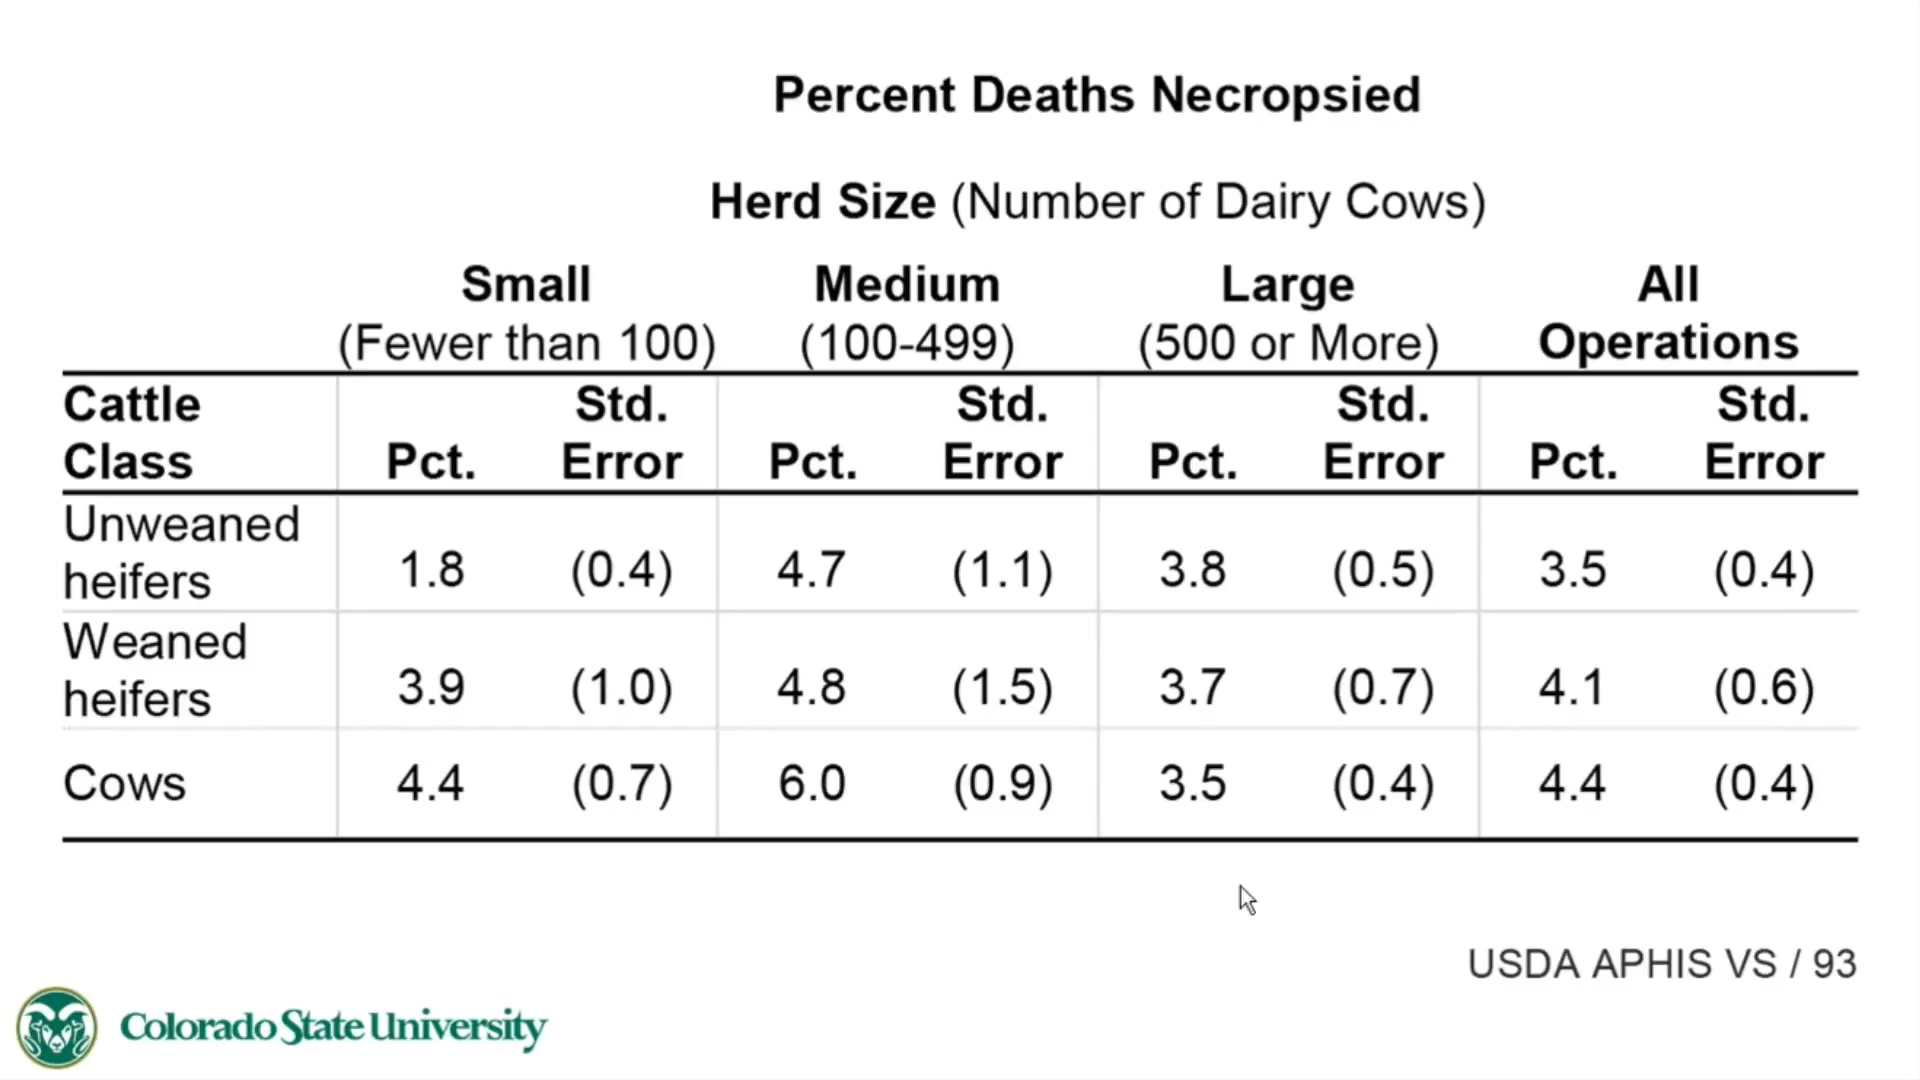 Percent Deaths Necropsied
Herd Size (Number of Dairy Cows)
Small Medium Large All
(Fewer than 100) (100-499) (500 or More) Operations
Cattle Std. Std. Std. Std.
Class Pct. Error Pct. Error Pct. Error Pct. Error
Unweaned
heifers 1.8 (0.4) 4.7 (1.1) 3.8 (0.5) 3.5 (0.4)
Weaned
heifers 3.9 (1.0) 4.8 (1.5) 3.7 (0.7) 4.1 (0.6)
Cows 4.4 (0.7) 6.0 (0.9) 3.5 (0.4) 4.4 (0.4)
USDA APHIS VS / 93
Colorado State University